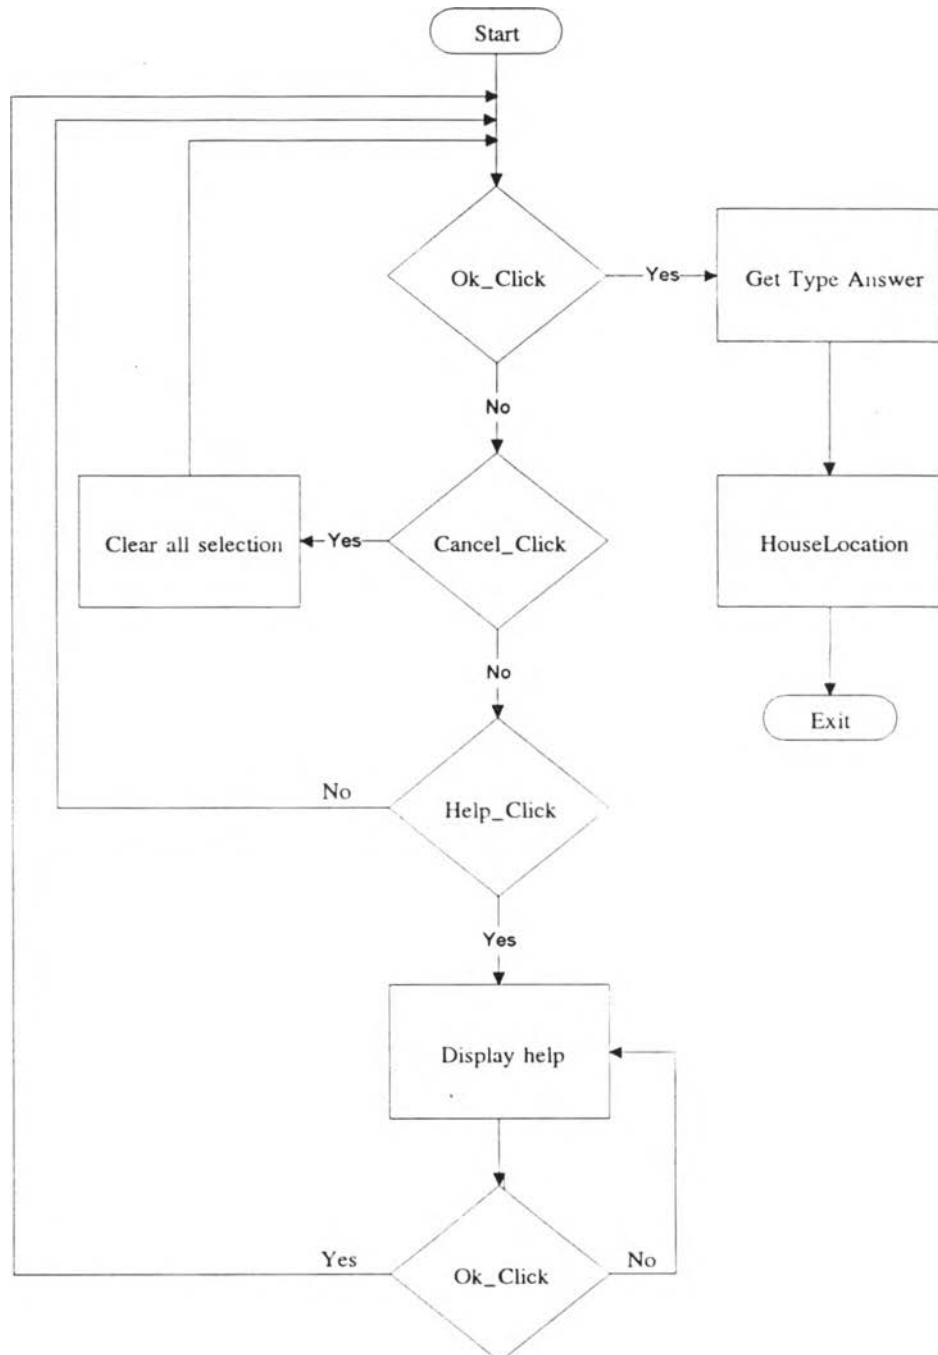 Start
Ok_Click
Yes
Get Type Answer
No
Clear all selection
Yes
Cancel_Click
HouseLocation
No
Exit
No
Help_Click
Yes
Display help
Yes
Ok_Click
No